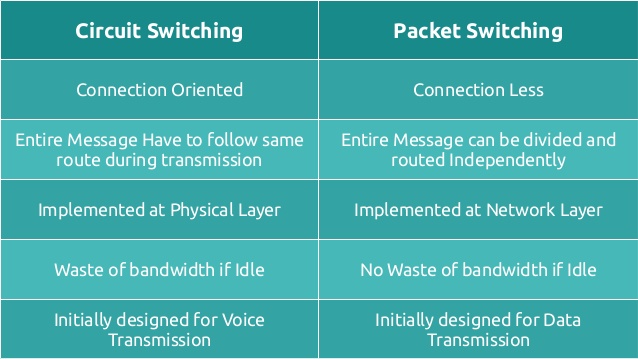 Circuit Switching
Packet Switching
Connection Oriented
Connection Less
Entire Message Have to follow same
route during transmission
Entire Message can be divided and
routed Independently
Implemented at Physical Layer
Implemented at Network Layer
Waste of bandwidth if Idle
No Waste of bandwidth if Idle
Initially designed for Voice
Transmission
Initially designed for Data
Transmission